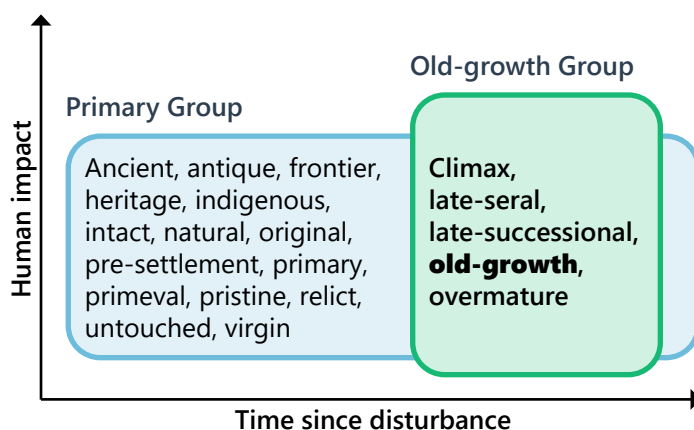 Old-growth Group
Primary Group
Human impact
Ancient, antique, frontier,
heritage, indigenous,
intact, natural, original,
pre-settlement, primary,
primeval, pristine, relict,
untouched, virgin
Climax,
late-seral,
late-successional,
old-growth,
overmature
Time since disturbance